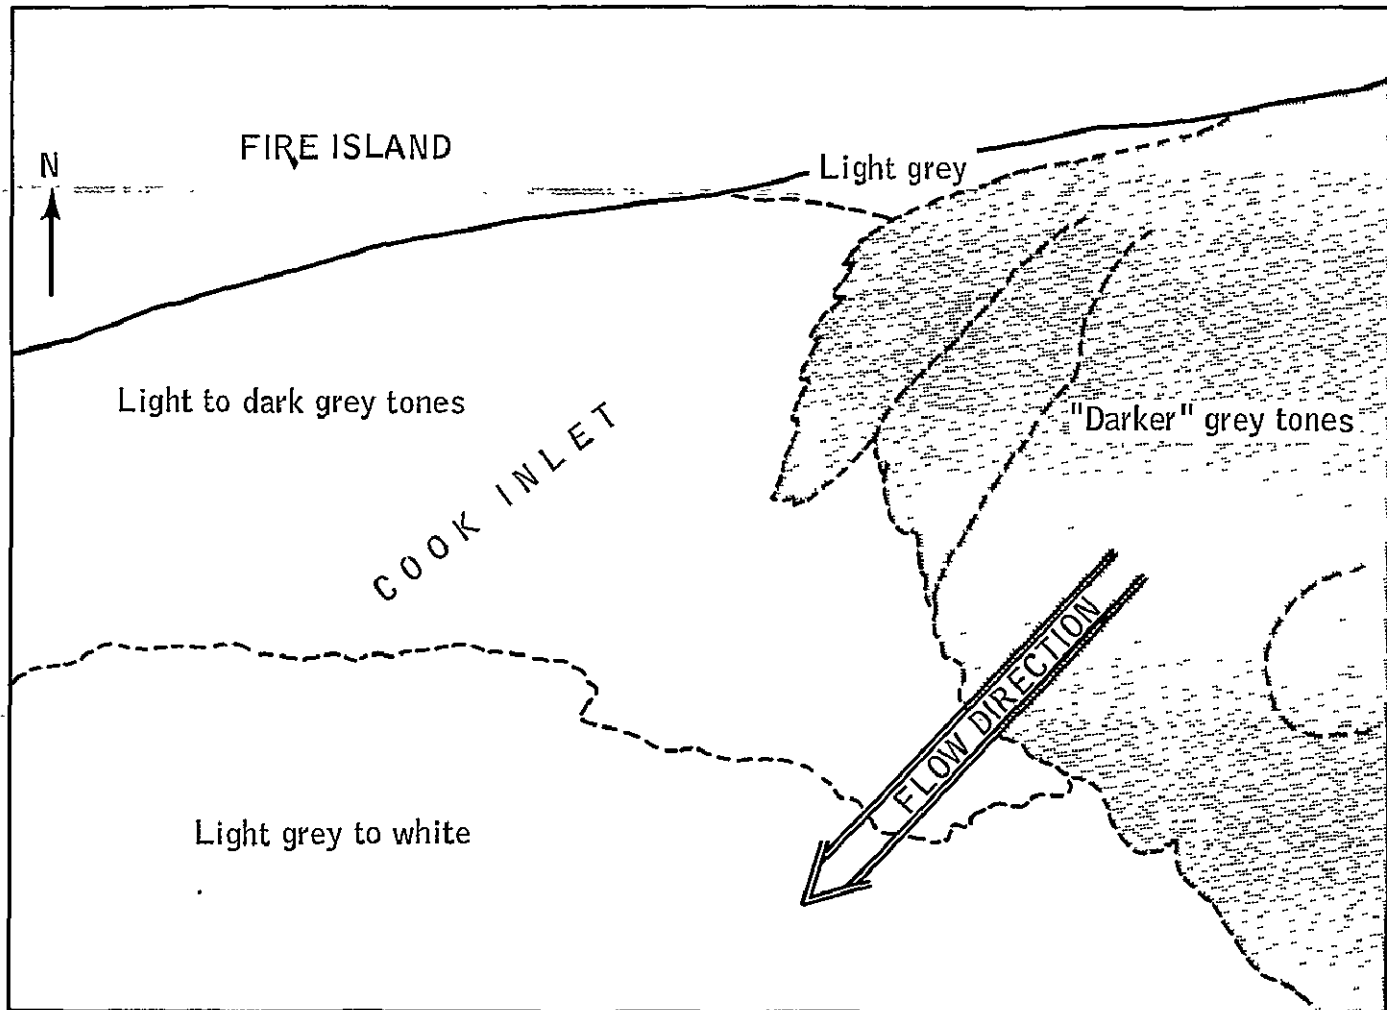 FIRE ISLAND
N
Light grey
Light to dark grey tones
"Darker" grey tones
COOK INLET
FLOW DIRECTION
Light grey to white